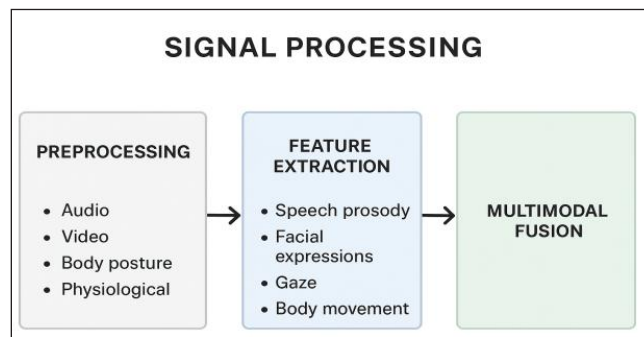 SIGNAL PROCESSING
PREPROCESSING
• Audio
• Video
• Body posture
• Physiological
FEATURE
EXTRACTION
• Speech prosody
• Facial
expressions
• Gaze
• Body movement
MULTIMODAL
FUSION